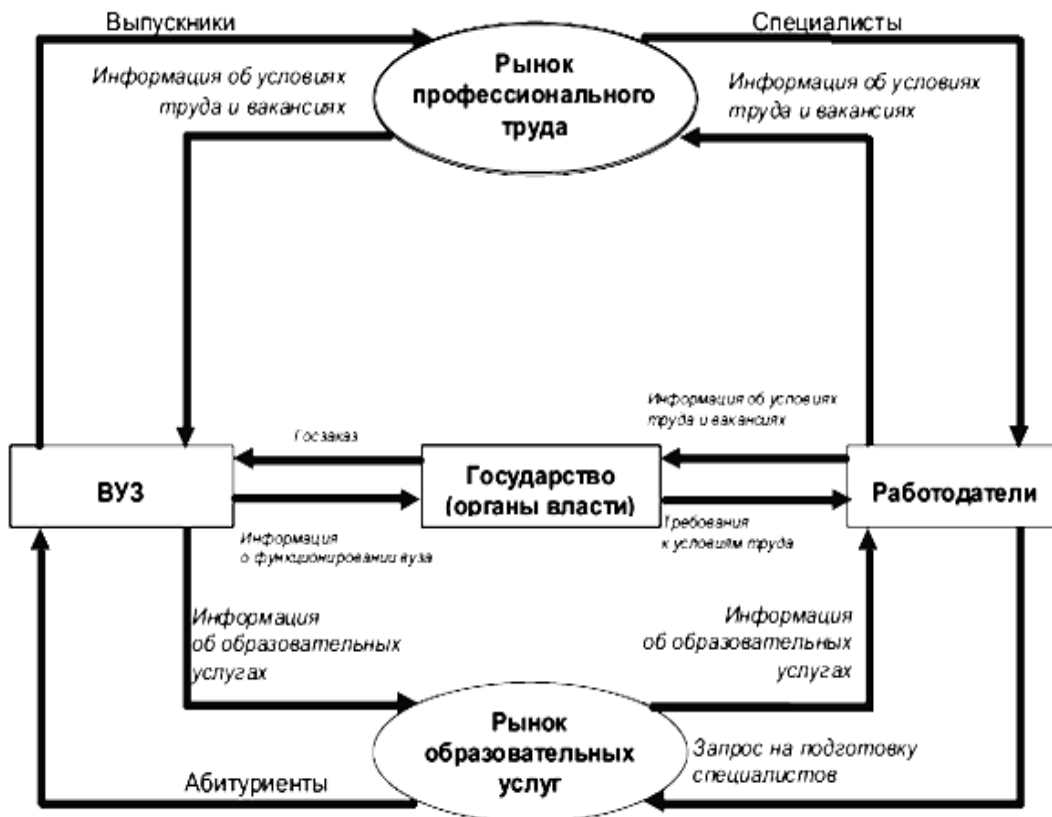 Выпускники
Специалисты
Информация об условиях
труда и вакансиях
Рынок
профессионального
труда
Информация об условиях
труда и вакансиях
Информация об условиях
труда и вакансиях
Госзаказ
ВУЗ
Государство
(органы власти)
Работодатели
Информация
о функционировании вуза
Требования
к условиям труда
Информация
об образовательных
услугах
Информация
об образовательных
услугах
Рынок
образовательных
услуг
Запрос на подготовку
специалистов
Абитуриенты